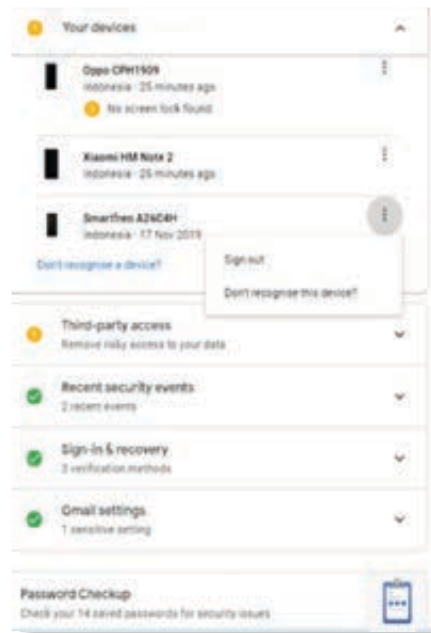 Your devices
Oppo CPH1909
Indonesia · 25 minutes ago
No screen lock found
Xiaomi HM Note 2
Indonesia · 25 minutes ago
Smartfren A26C4H
Indonesia · 17 Nov 2019
Don't recognise a device?
Sign out
Don't recognise this device?
Third-party access
Remove risky access to your data
Recent security events
2 recent events
Sign-in & recovery
3 verification methods
Gmail settings
1 sensitive setting
Password Checkup
Check your 14 saved passwords for security issues